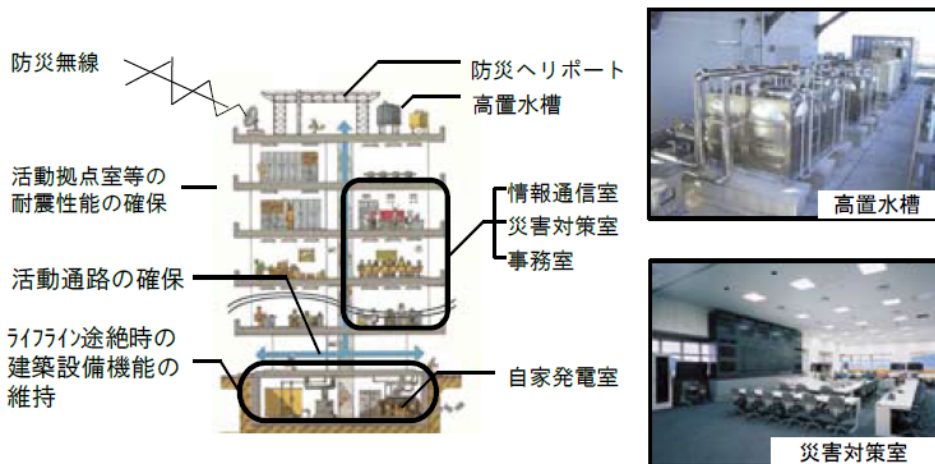 防災無線
防災ヘリポート
高置水槽
活動拠点室等の
耐震性能の確保
情報通信室
災害対策室
事務室
活動通路の確保
ﾗｲﾌﾗｲﾝ途絶時の
建築設備機能の
維持
自家発電室
高置水槽
災害対策室